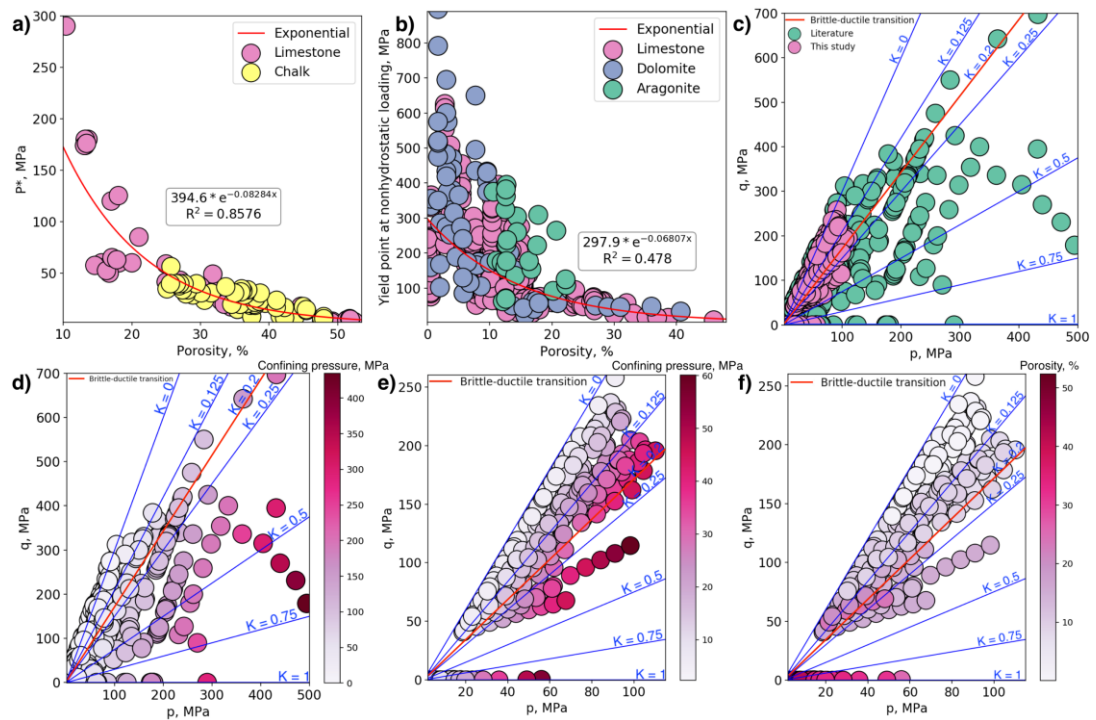 a)
300
250
200
150
100
50
P*, MPa
10
20
30
40
50
Porosity, %
Exponential
Limestone
Chalk
394.6*e^−0.08284x
R² = 0.8576
b)
800
700
600
500
400
300
200
100
Yield point at nonhydrostatic loading, MPa
0
10
20
30
40
Porosity, %
Exponential
Limestone
Dolomite
Aragonite
297.9*e^−0.06807x
R² = 0.478
c)
700
600
500
400
300
200
100
0
q, MPa
100
200
300
400
500
p, MPa
Brittle-ductile transition
Literature
This study
K = 0
K = 0.125
K = 0.2
K = 0.25
K = 0.5
K = 0.75
K = 1
d)
Confining pressure, MPa
700
600
500
400
300
200
100
0
q, MPa
100
200
300
400
500
p, MPa
Brittle-ductile transition
K = 0
K = 0.125
K = 0.2
K = 0.25
K = 0.5
K = 0.75
K = 1
400
350
300
250
200
150
100
50
0
e)
Confining pressure, MPa
250
200
150
100
50
0
q, MPa
20
40
60
80
100
p, MPa
Brittle-ductile transition
K = 0
K = 0.125
K = 0.25
K = 0.5
K = 0.75
K = 1
60
50
40
30
20
10
f)
Porosity, %
250
200
150
100
50
0
q, MPa
20
40
60
80
100
p, MPa
Brittle-ductile transition
K = 0
K = 0.125
K = 0.2
K = 0.25
K = 0.5
K = 0.75
K = 1
50
40
30
20
10